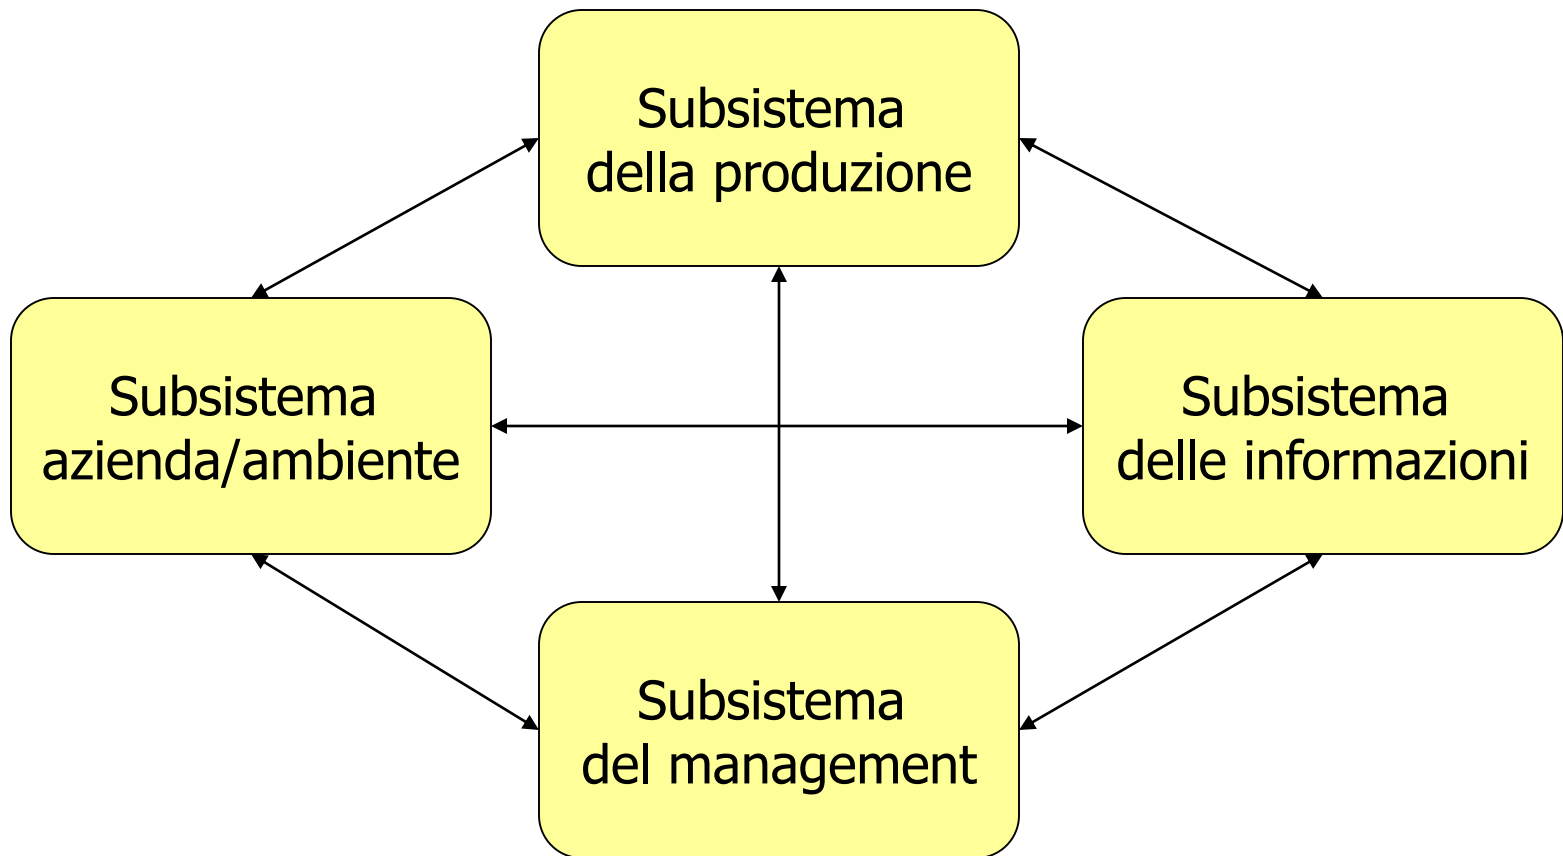 Subsistema
della produzione
Subsistema
azienda/ambiente
Subsistema
delle informazioni
Subsistema
del management